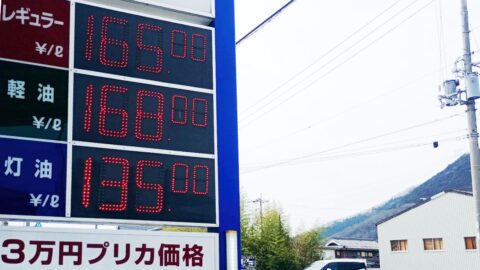 レギュラー
¥/ℓ
165.00
軽油
¥/ℓ
168.00
灯油
¥/ℓ
135.00
3万円プリカ価格